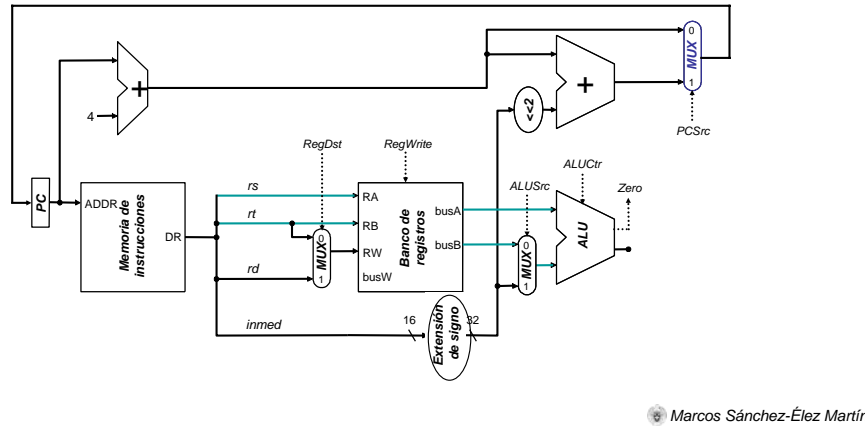 0
MUX
1
PCSrc
+
4
+
<<2
RegDst
RegWrite
ALUSrc
ALUCtr
Zero
PC
ADDR
Memoria de
instrucciones
DR
rs
rt
rd
inmed
0
MUX
1
RA
RB
RW
busW
Banco de
registros
busA
busB
0
MUX
1
ALU
16
Extensión
de signo
32
Marcos Sánchez-Élez Martín